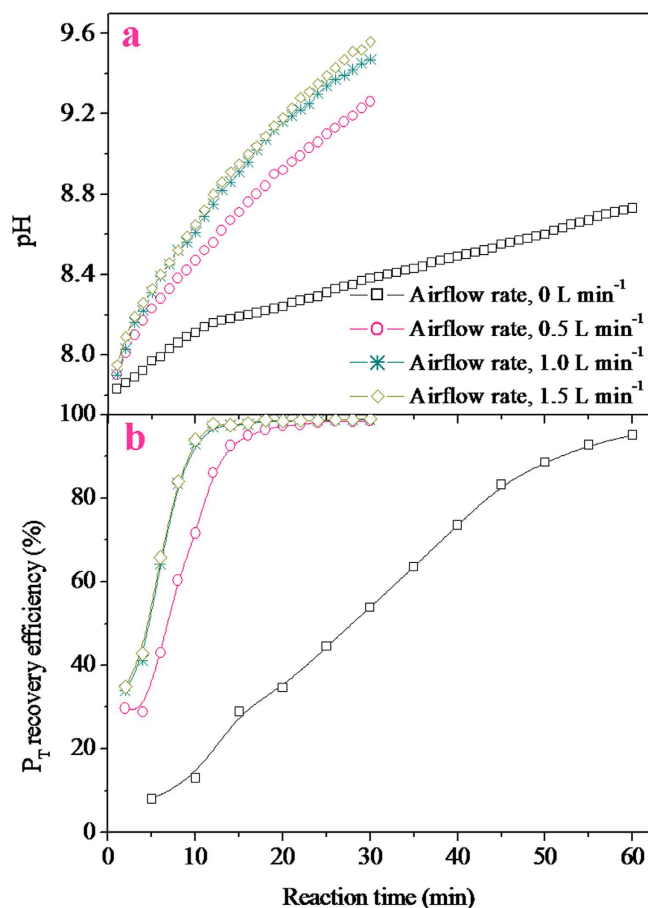 a
9.6
9.2
8.8
8.4
8.0
pH
Airflow rate, 0 L min⁻¹
Airflow rate, 0.5 L min⁻¹
Airflow rate, 1.0 L min⁻¹
Airflow rate, 1.5 L min⁻¹
b
100
80
60
40
20
0
P_T recovery efficiency (%)
0 10 20 30 40 50 60
Reaction time (min)